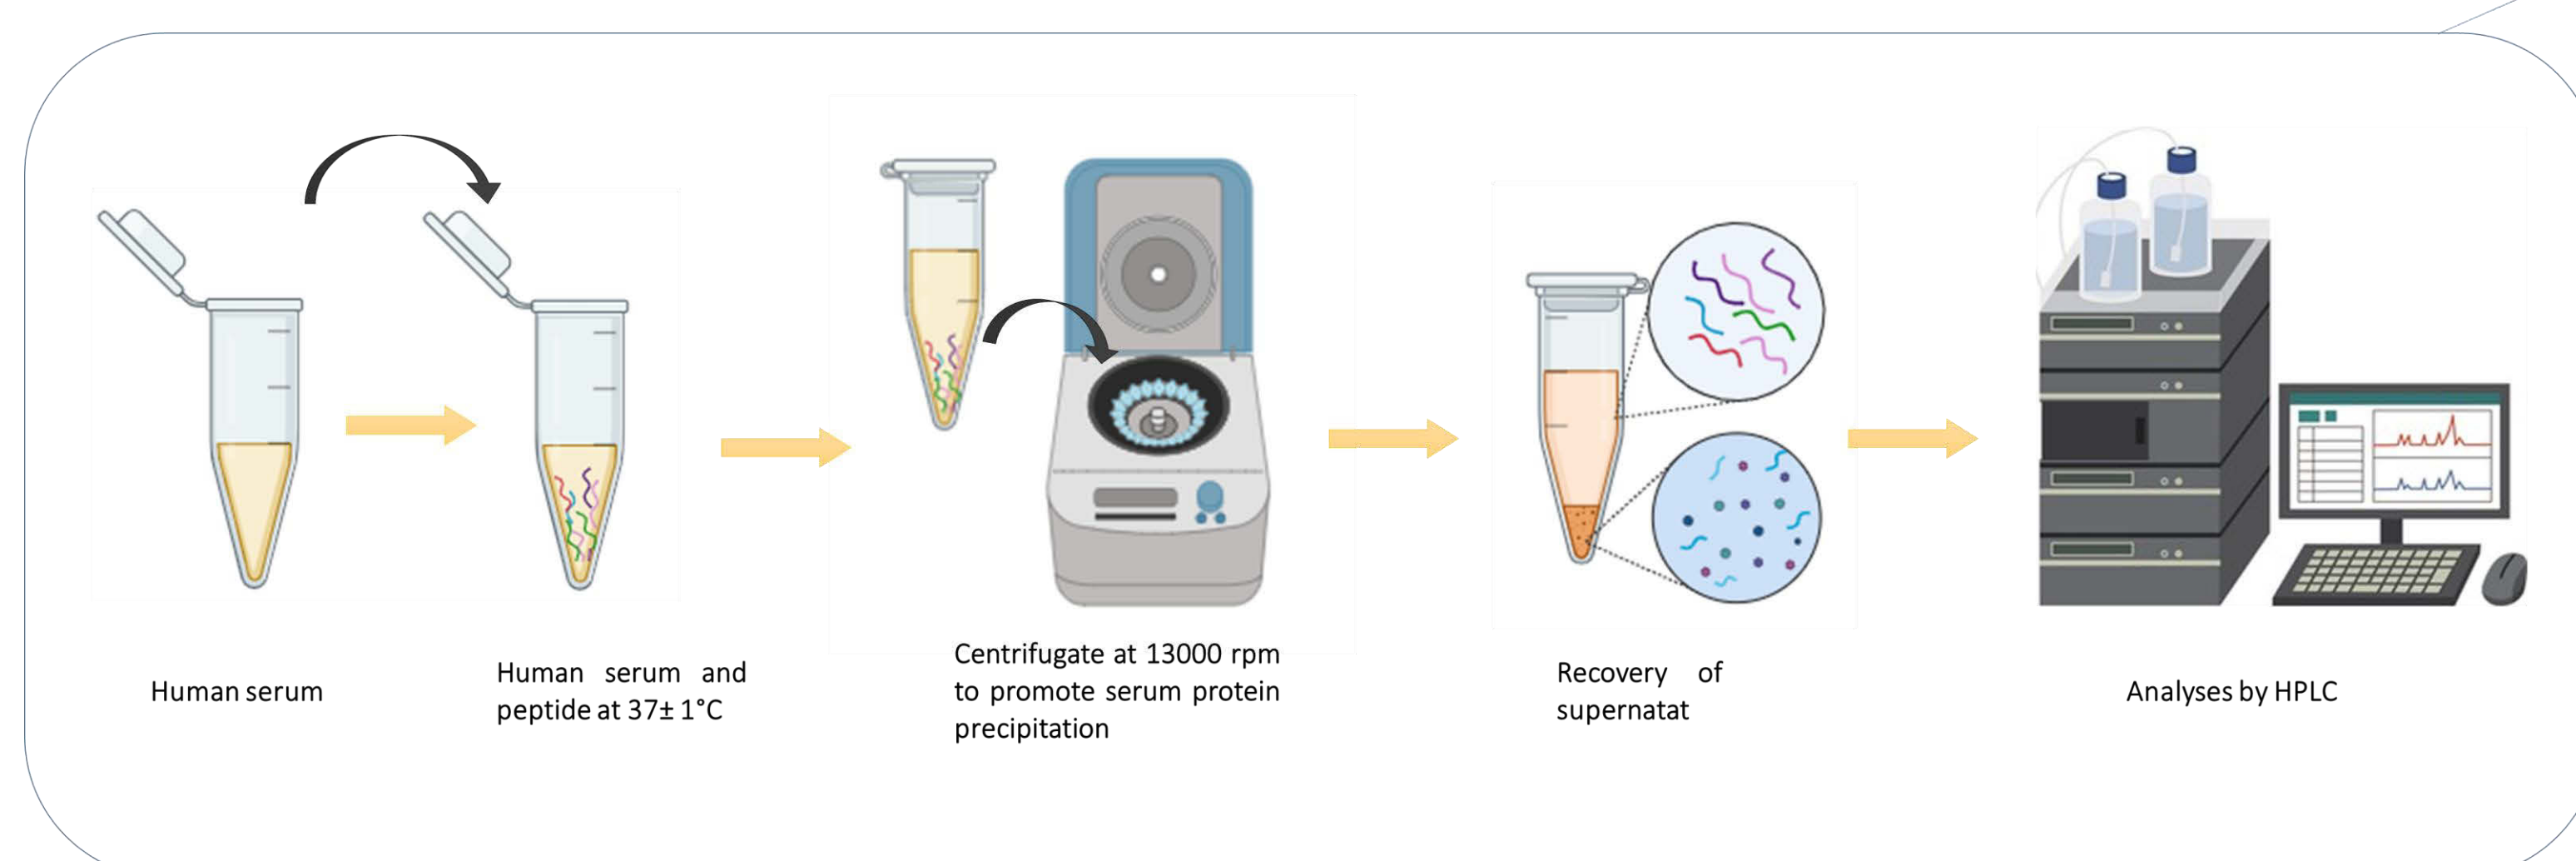 Human serum
Human serum and
peptide at 37± 1°C
Centrifugate at 13000 rpm
to promote serum protein
precipitation
Recovery of
supernatat
Analyses by HPLC